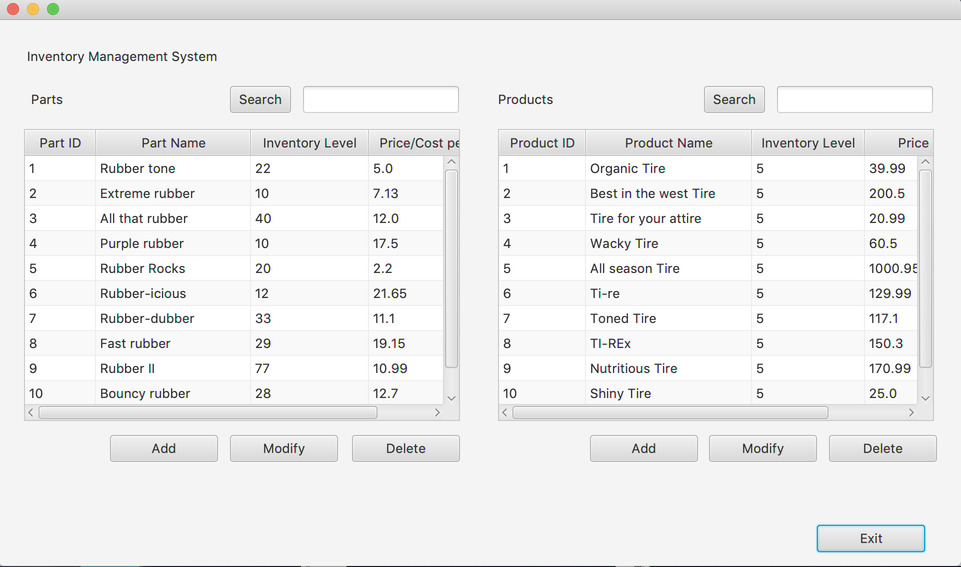 Inventory Management System
Parts Search
Part ID Part Name Inventory Level Price/Cost pe
1 Rubber tone 22 5.0
2 Extreme rubber 10 7.13
3 All that rubber 40 12.0
4 Purple rubber 10 17.5
5 Rubber Rocks 20 2.2
6 Rubber-icious 12 21.65
7 Rubber-dubber 33 11.1
8 Fast rubber 29 19.15
9 Rubber II 77 10.99
10 Bouncy rubber 28 12.7
Add Modify Delete
Products Search
Product ID Product Name Inventory Level Price
1 Organic Tire 5 39.99
2 Best in the west Tire 5 200.5
3 Tire for your attire 5 20.99
4 Wacky Tire 5 60.5
5 All season Tire 5 1000.95
6 Ti-re 5 129.99
7 Toned Tire 5 117.1
8 TI-REx 5 150.3
9 Nutritious Tire 5 170.99
10 Shiny Tire 5 25.0
Add Modify Delete
Exit